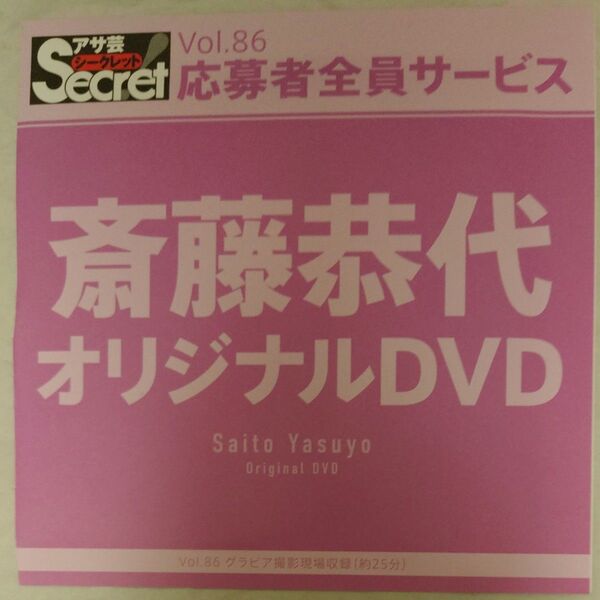 アサ芸
シークレット!
Secret
Vol.86
応募者全員サービス
斎藤恭代
オリジナルDVD
Saito Yasuyo
Original DVD
Vol.86 グラビア撮影現場収録(約25分)